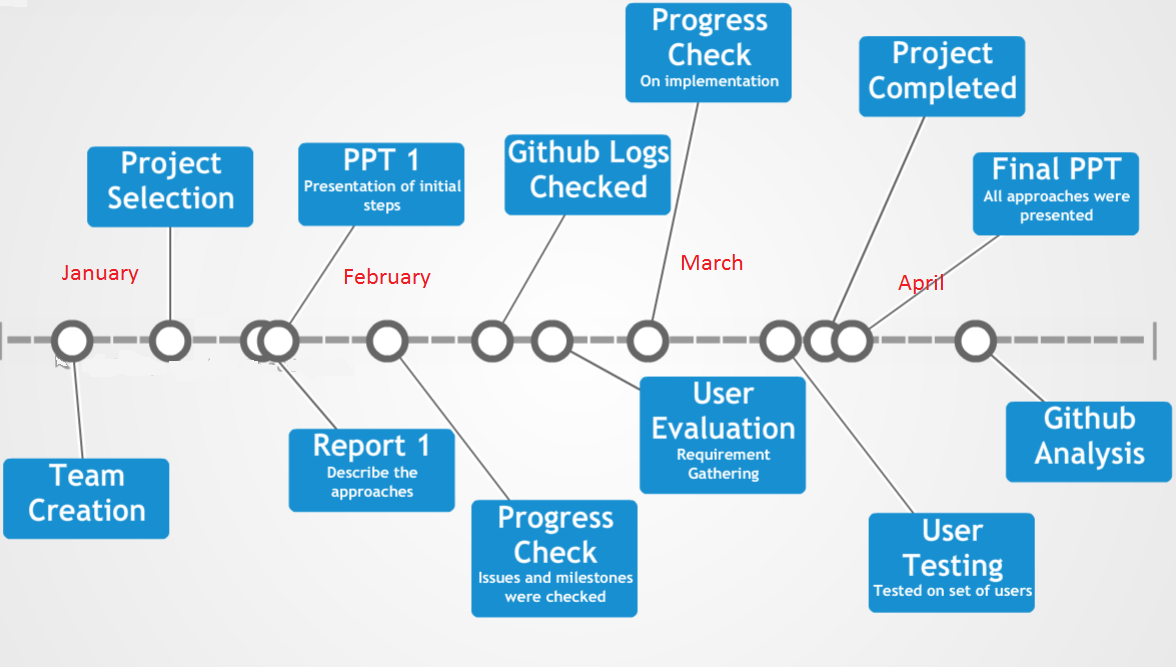 Progress
Check
On implementation
Project
Completed
Github Logs
Checked
PPT 1
Presentation of initial
steps
Project
Selection
Final PPT
All approaches were
presented
January
February
March
April
User
Evaluation
Requirement
Gathering
Github
Analysis
Report 1
Describe the
approaches
Team
Creation
Progress
Check
Issues and milestones
were checked
User
Testing
Tested on set of users